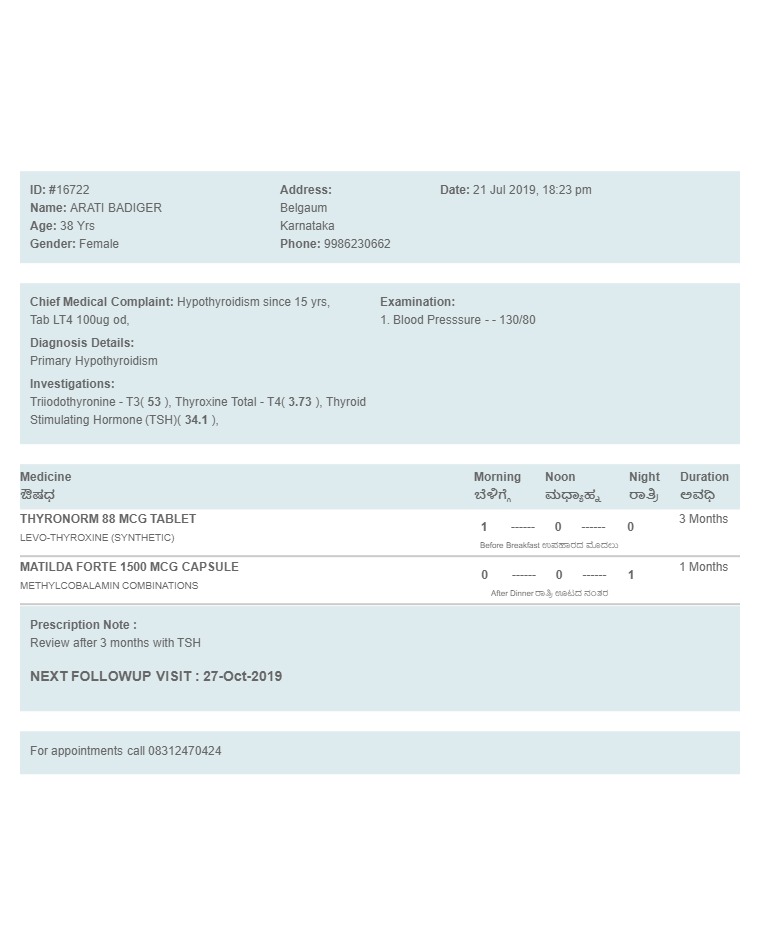 ID: #16722
Name: ARATI BADIGER
Age: 38 Yrs
Gender: Female
Address:
Belgaum
Karnataka
Phone: 9986230662
Date: 21 Jul 2019, 18:23 pm
Chief Medical Complaint: Hypothyroidism since 15 yrs,
Tab LT4 100ug od,
Diagnosis Details:
Primary Hypothyroidism
Investigations:
Triiodothyronine - T3( 53 ), Thyroxine Total - T4( 3.73 ), Thyroid
Stimulating Hormone (TSH)( 34.1 ),
Examination:
1. Blood Presssure - - 130/80
Medicine Morning Noon Night Duration
ಔಷಧ ಬೆಳಿಗ್ಗೆ ಮಧ್ಯಾಹ್ನ ರಾತ್ರಿ ಅವಧಿ
THYRONORM 88 MCG TABLET 1 ------ 0 ------ 0 3 Months
LEVO-THYROXINE (SYNTHETIC)
Before Breakfast ಉಪಹಾರದ ಮೊದಲು
MATILDA FORTE 1500 MCG CAPSULE 0 ------ 0 ------ 1 1 Months
METHYLCOBALAMIN COMBINATIONS
After Dinner ರಾತ್ರಿ ಊಟದ ನಂತರ
Prescription Note :
Review after 3 months with TSH
NEXT FOLLOWUP VISIT : 27-Oct-2019
For appointments call 08312470424